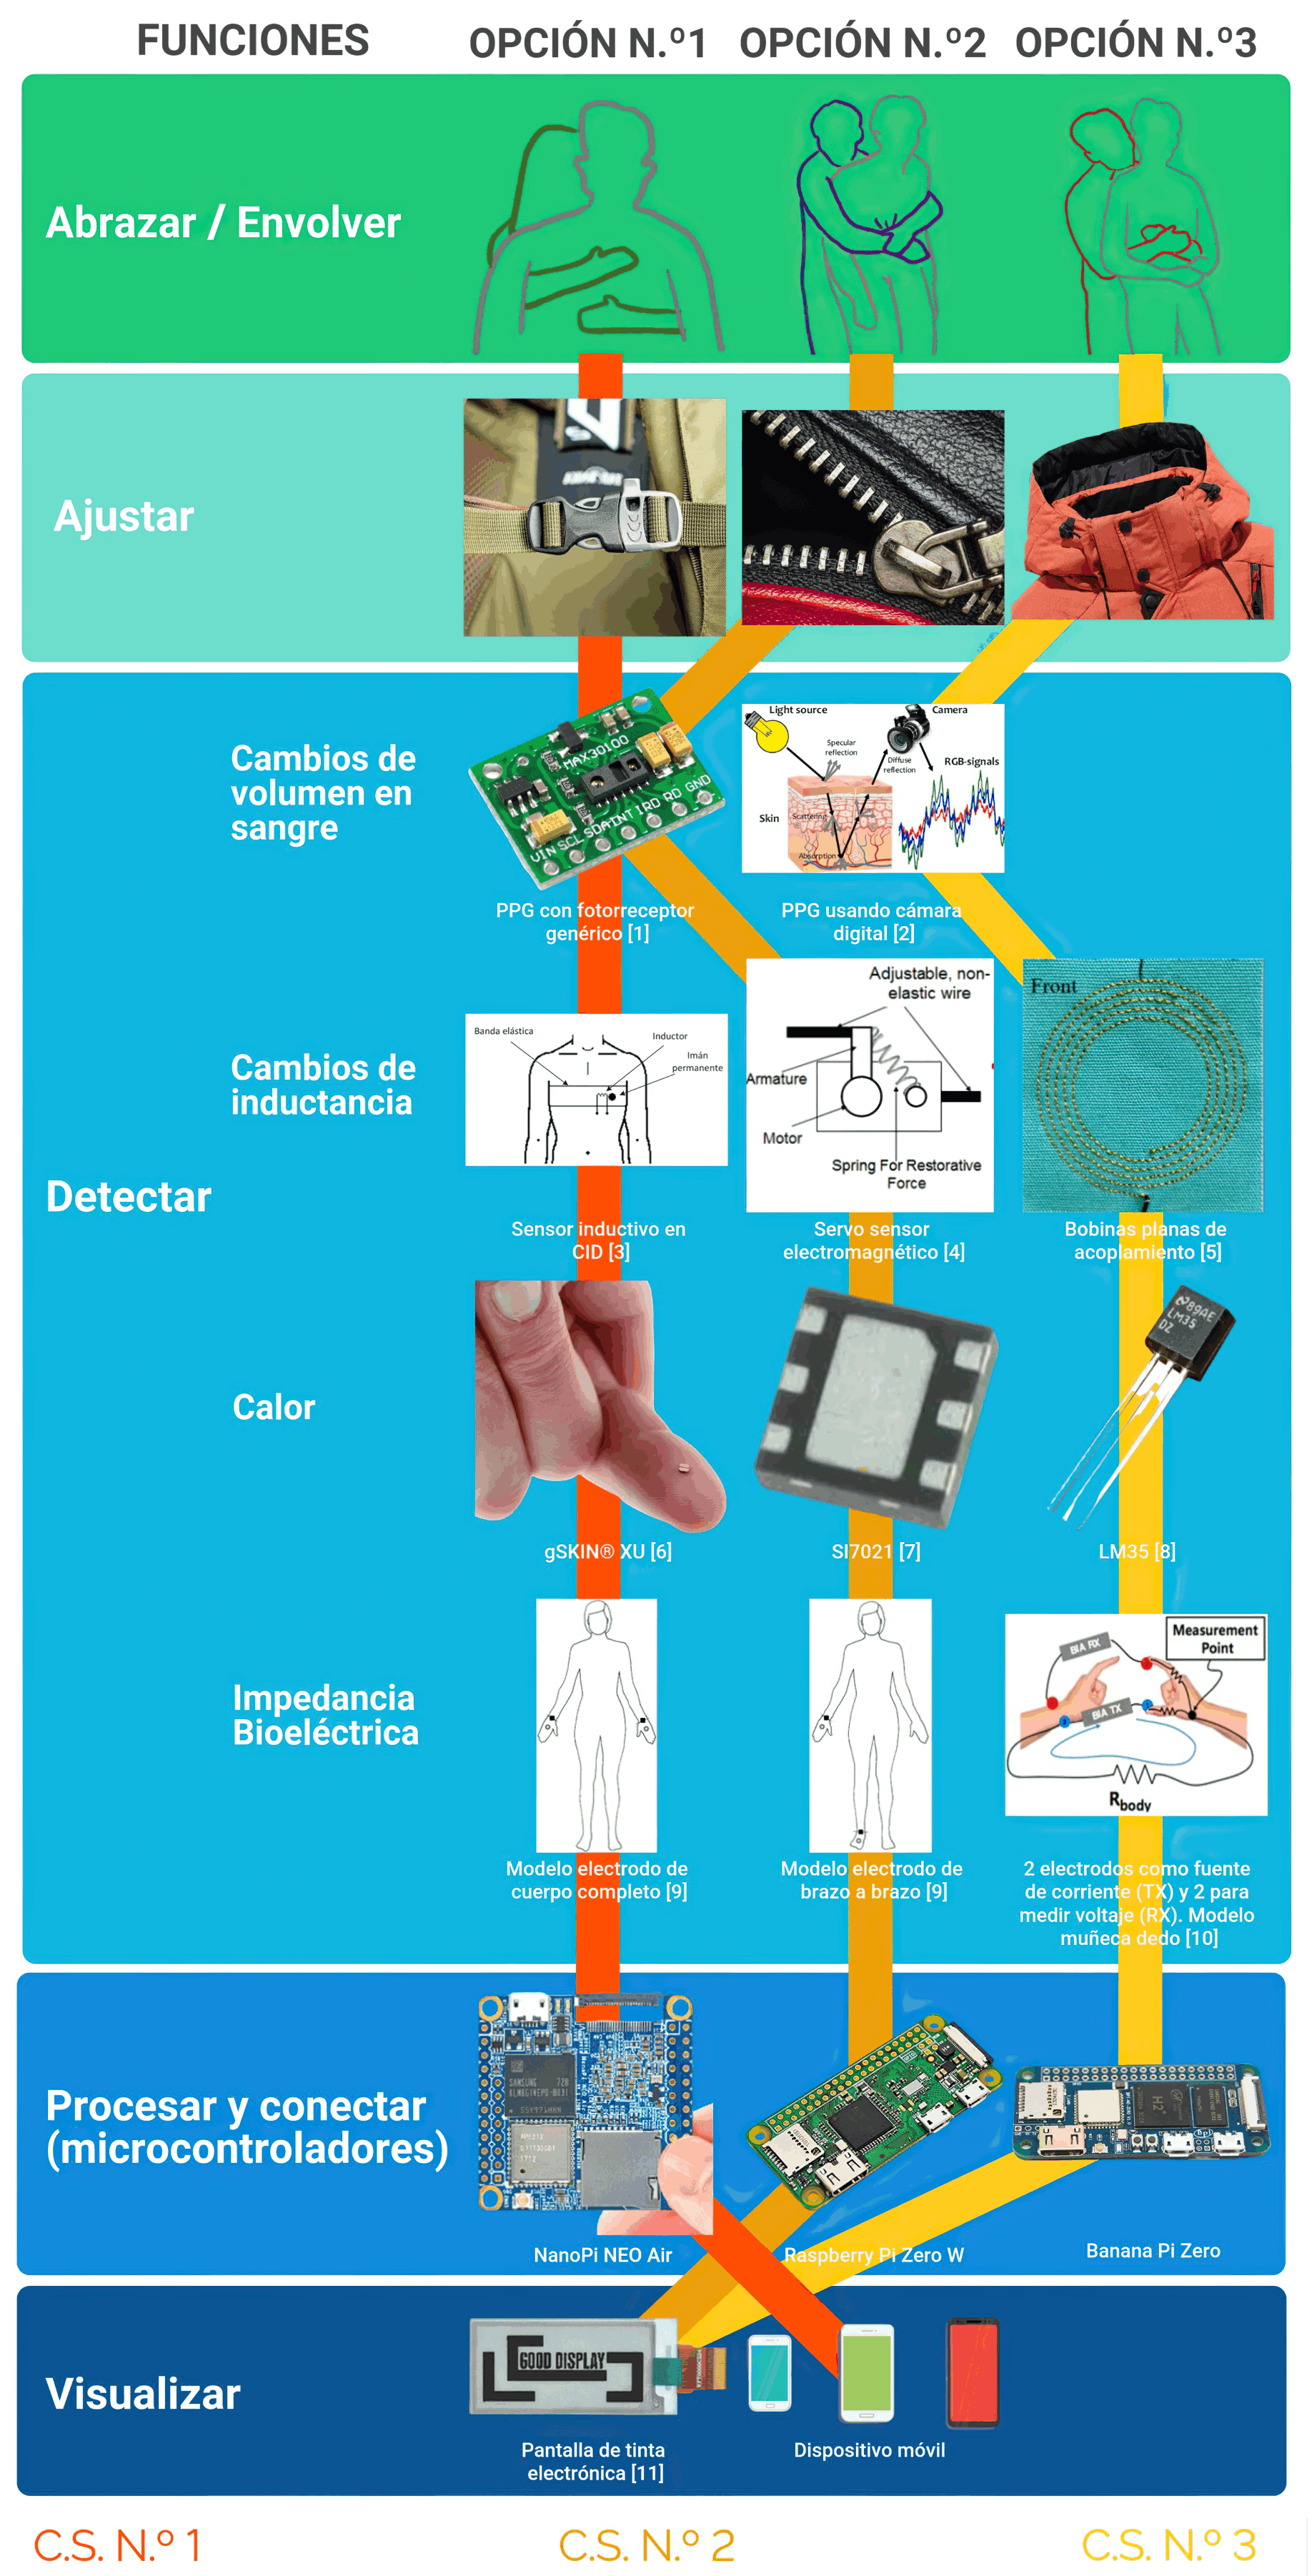 FUNCIONES
OPCIÓN N.º1
OPCIÓN N.º2
OPCIÓN N.º3
Abrazar / Envolver
Ajustar
Detectar
Cambios de
volumen en
sangre
MAX30100
VIN SCL SDA INT IRD RD GND
PPG con fotorreceptor
genérico [1]
Light source
Camera
Specular
reflection
Diffuse
reflection
RGB-signals
Skin
Scattering
Absorption
PPG usando cámara
digital [2]
Cambios de
inductancia
Banda elástica
Inductor
Imán
permanente
Sensor inductivo en
CID [3]
Adjustable, non-
elastic wire
Armature
Motor
Spring For Restorative
Force
Servo sensor
electromagnético [4]
Front
Bobinas planas de
acoplamiento [5]
Calor
gSKIN® XU [6]
SI7021 [7]
LM35
DZ
LM35 [8]
Impedancia
Bioeléctrica
Modelo electrodo de
cuerpo completo [9]
Modelo electrodo de
brazo a brazo [9]
Measurement
Point
BIA RX
BIA TX
Rbody
2 electrodos como fuente
de corriente (TX) y 2 para
medir voltaje (RX). Modelo
muñeca dedo [10]
Procesar y conectar
(microcontroladores)
SAMSUNG
NanoPi NEO Air
Raspberry Pi Zero W
Banana Pi Zero
Visualizar
GOOD DISPLAY
Pantalla de tinta
electrónica [11]
Dispositivo móvil
C.S. N.º 1
C.S. N.º 2
C.S. N.º 3